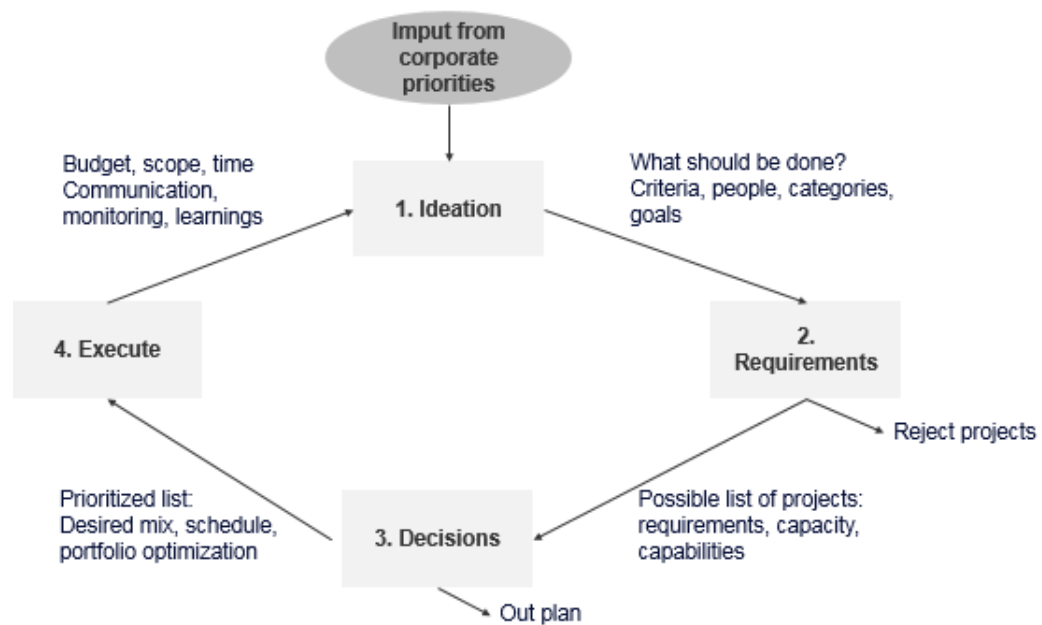 Imput from
corporate
priorities
Budget, scope, time
Communication,
monitoring, learnings
1. Ideation
What should be done?
Criteria, people, categories,
goals
4. Execute
2.
Requirements
Reject projects
Prioritized list:
Desired mix, schedule,
portfolio optimization
3. Decisions
Possible list of projects:
requirements, capacity,
capabilities
Out plan